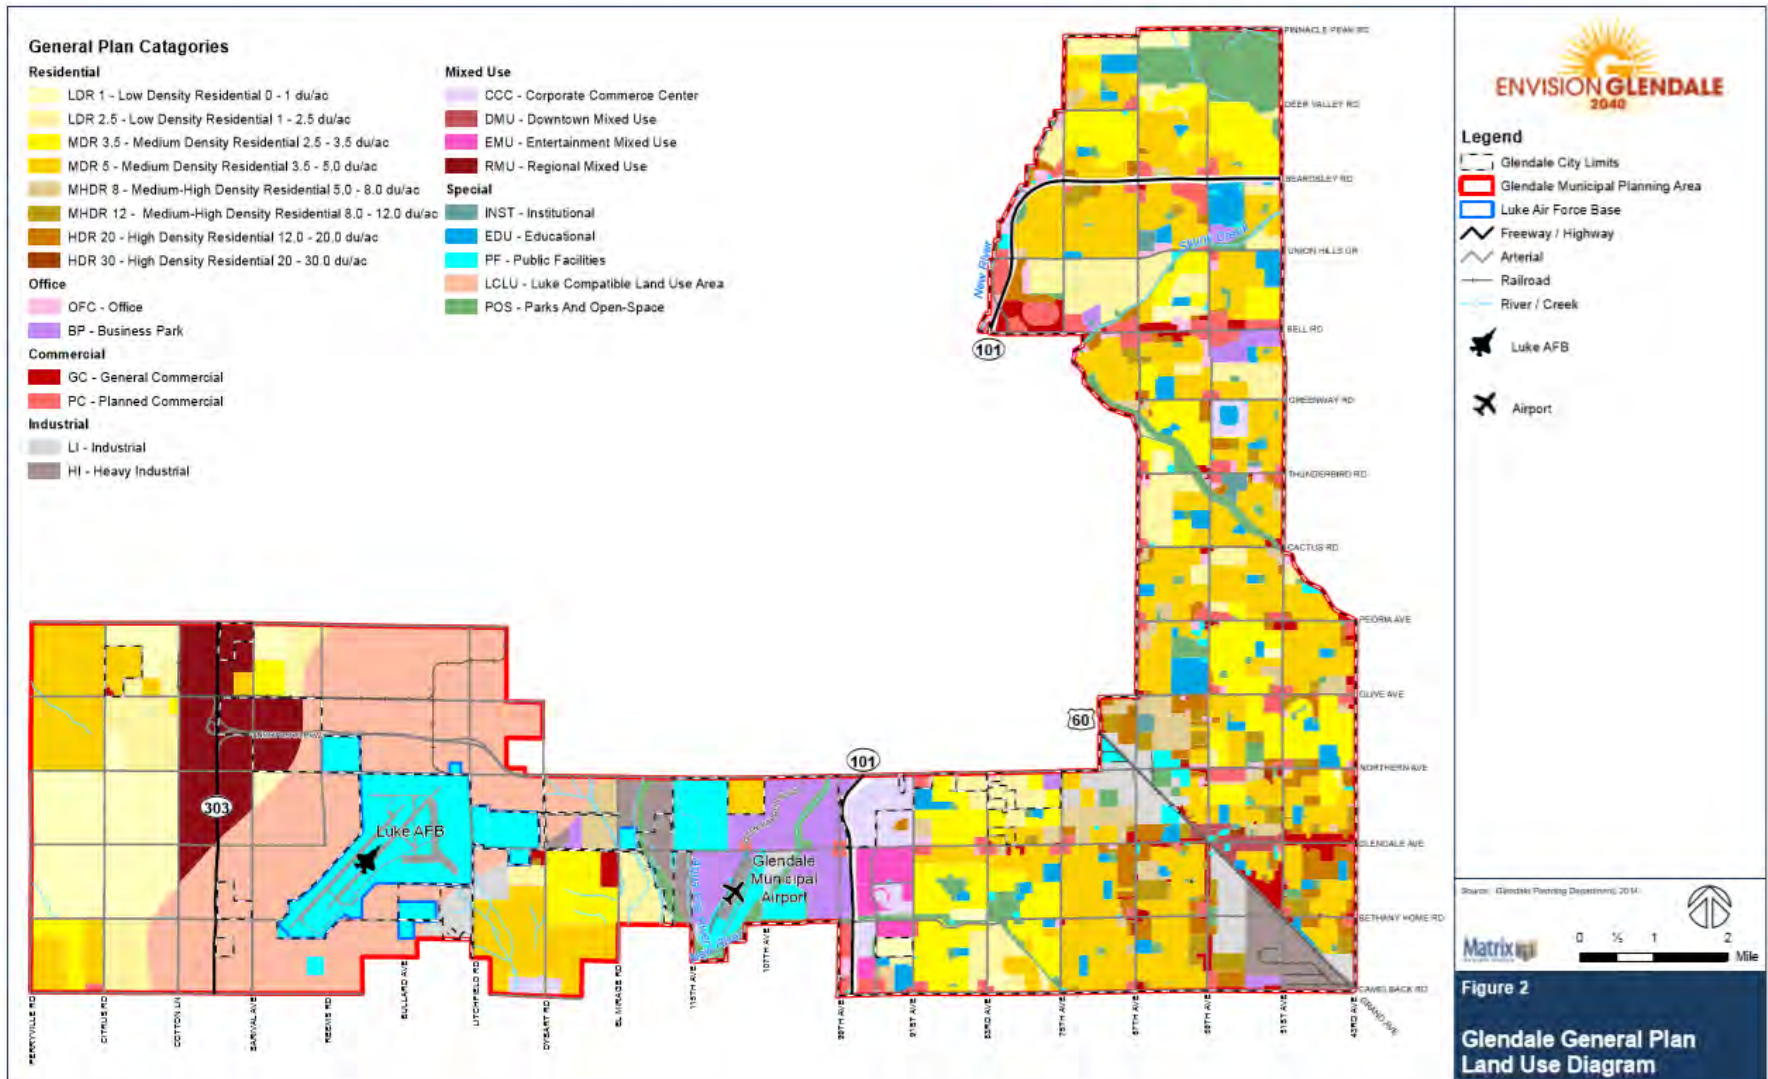 General Plan Catagories
Residential
LDR 1 - Low Density Residential 0 - 1 du/ac
LDR 2.5 - Low Density Residential 1 - 2.5 du/ac
MDR 3.5 - Medium Density Residential 2.5 - 3.5 du/ac
MDR 5 - Medium Density Residential 3.5 - 5.0 du/ac
MHDR 8 - Medium-High Density Residential 5.0 - 8.0 du/ac
MHDR 12 - Medium-High Density Residential 8.0 - 12.0 du/ac
HDR 20 - High Density Residential 12.0 - 20.0 du/ac
HDR 30 - High Density Residential 20 - 30.0 du/ac
Office
OFC - Office
BP - Business Park
Commercial
GC - General Commercial
PC - Planned Commercial
Industrial
LI - Industrial
HI - Heavy Industrial
Mixed Use
CCC - Corporate Commerce Center
DMU - Downtown Mixed Use
EMU - Entertainment Mixed Use
RMU - Regional Mixed Use
Special
INST - Institutional
EDU - Educational
PF - Public Facilities
LCLU - Luke Compatible Land Use Area
POS - Parks And Open-Space
PINNACLE PEAK RD
DEER VALLEY RD
BEARDSLEY RD
UNION HILLS DR
BELL RD
GREENWAY RD
THUNDERBIRD RD
CACTUS RD
PEORIA AVE
OLIVE AVE
NORTHERN AVE
GLENDALE AVE
BETHANY HOME RD
CAMELBACK RD
GRAND AVE
New River
Skunk Creek
101
60
101
303
Luke AFB
Glendale
Municipal
Airport
PERRYVILLE RD
CITRUS RD
COTTON LN
SARIVAL AVE
REEMS RD
BULLARD AVE
LITCHFIELD RD
DYSART RD
EL MIRAGE RD
115TH AVE
107TH AVE
99TH AVE
91ST AVE
83RD AVE
75TH AVE
67TH AVE
59TH AVE
51ST AVE
43RD AVE
ENVISION GLENDALE
2040
Legend
Glendale City Limits
Glendale Municipal Planning Area
Luke Air Force Base
Freeway / Highway
Arterial
Railroad
River / Creek
Luke AFB
Airport
Source: Glendale Planning Department, 2014
Matrix
0 ½ 1 2
Mile
Figure 2
Glendale General Plan
Land Use Diagram